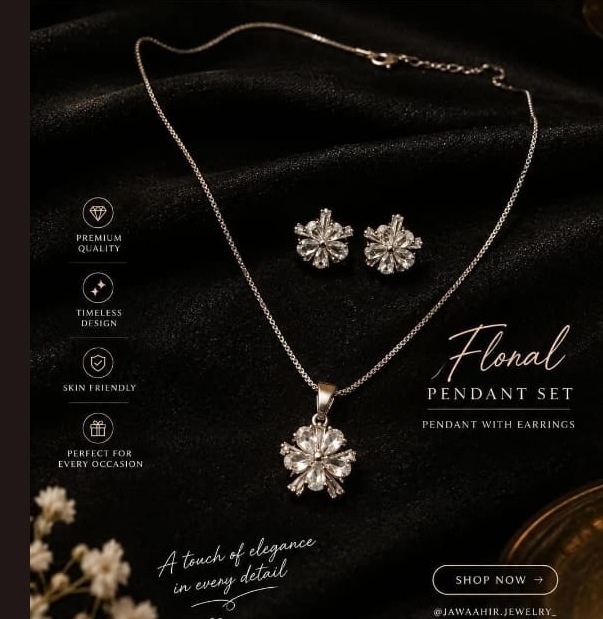 PREMIUM
QUALITY
TIMELESS
DESIGN
SKIN FRIENDLY
PERFECT FOR
EVERY OCCASION
Flonal
PENDANT SET
PENDANT WITH EARRINGS
A touch of elegance
in every detail
SHOP NOW →
@JAWAAHIR.JEWELRY_